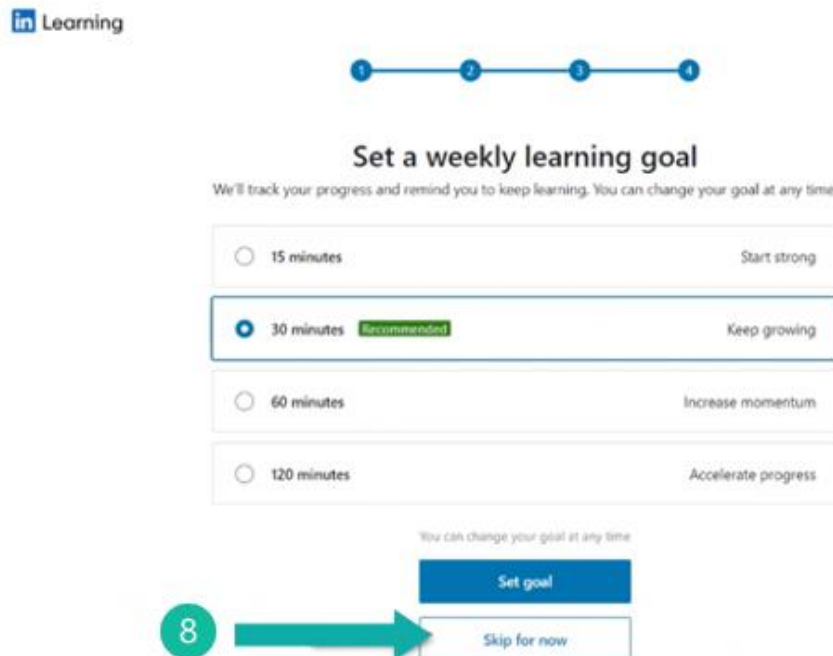 in Learning
1 2 3 4
Set a weekly learning goal
We'll track your progress and remind you to keep learning. You can change your goal at any time
15 minutes Start strong
30 minutes Recommended Keep growing
60 minutes Increase momentum
120 minutes Accelerate progress
You can change your goal at any time
Set goal
8 Skip for now